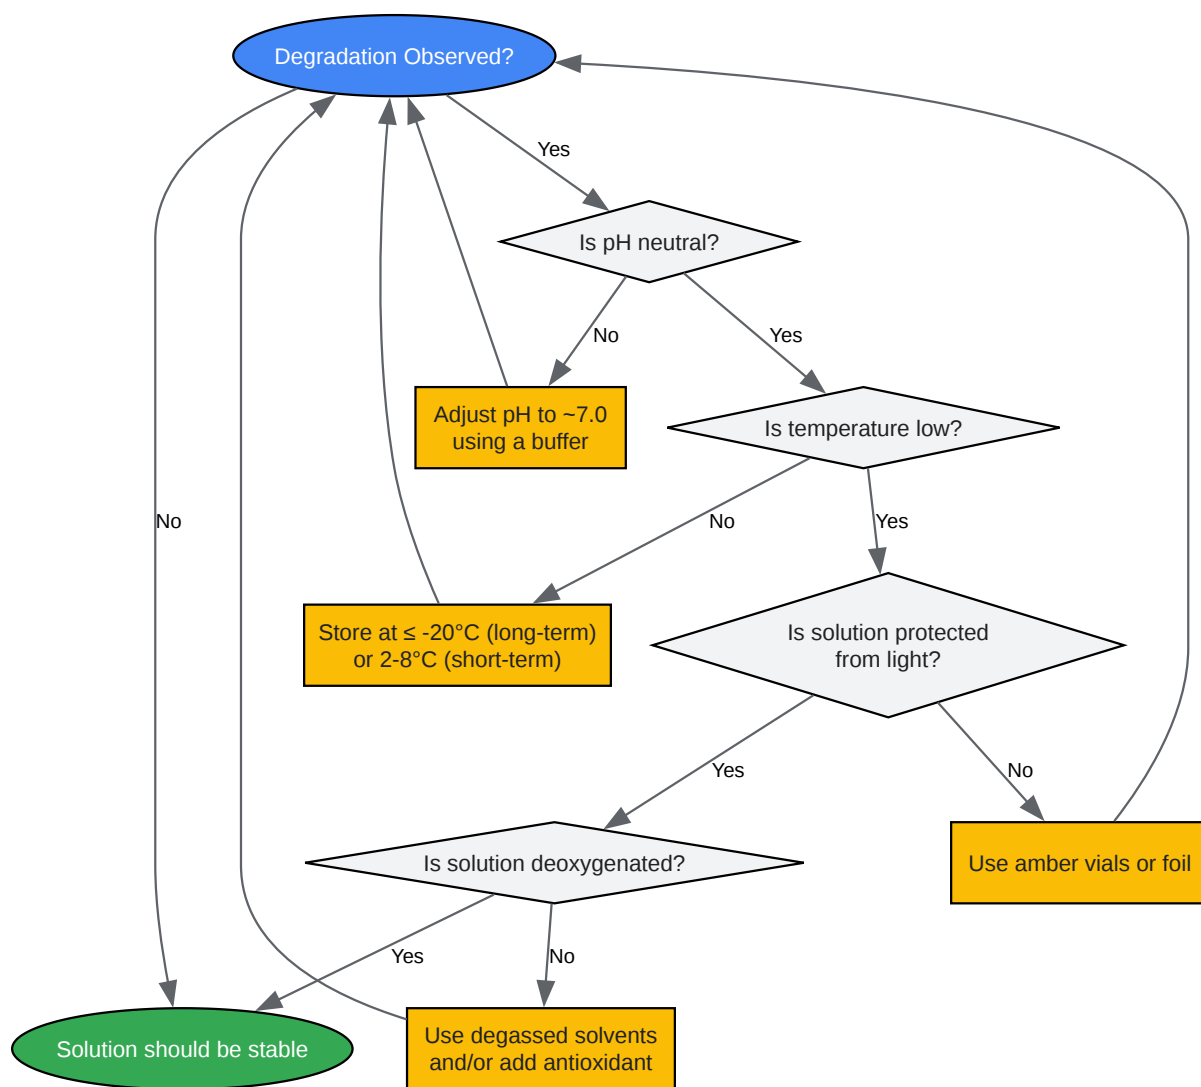 Degradation Observed?
Yes
Is pH neutral?
No
Yes
Adjust pH to ~7.0
using a buffer
Is temperature low?
No
No
Yes
Store at ≤ -20°C (long-term)
or 2-8°C (short-term)
Is solution protected
from light?
Yes
No
Is solution deoxygenated?
Use amber vials or foil
Yes
No
Solution should be stable
Use degassed solvents
and/or add antioxidant